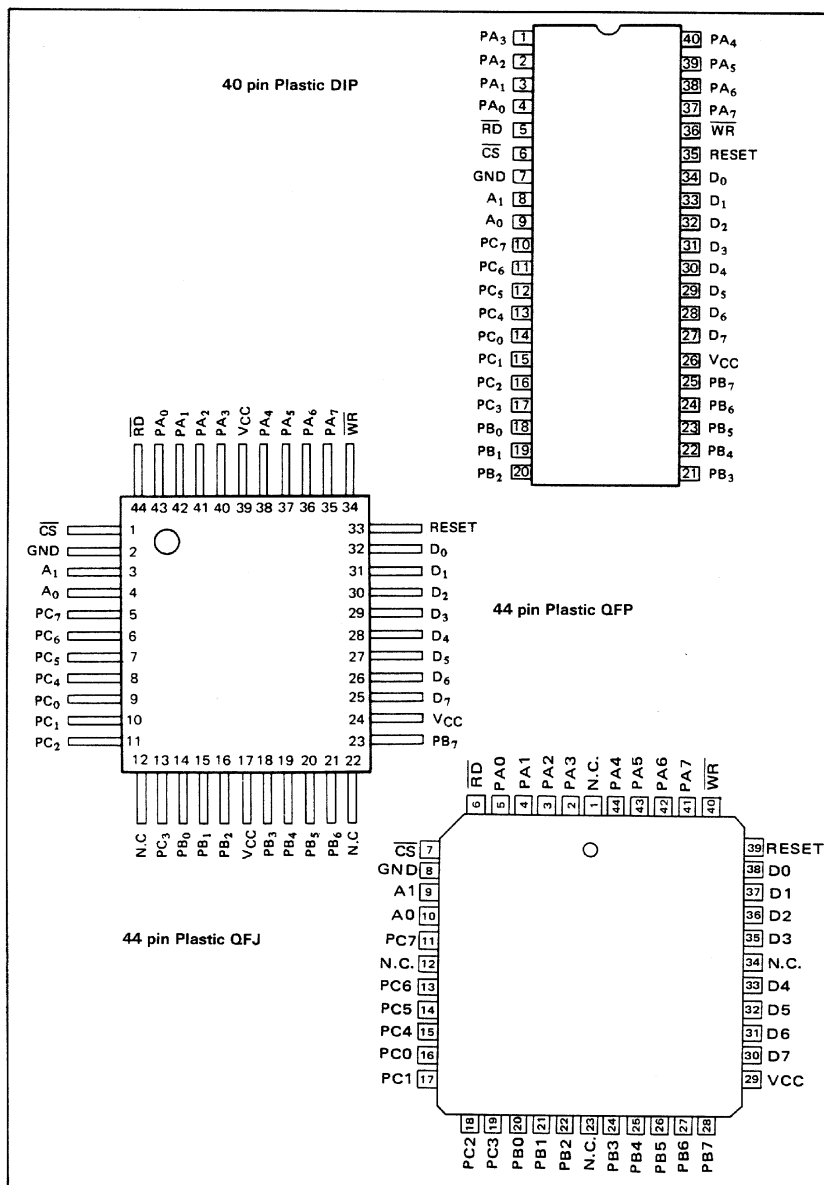 40 pin Plastic DIP
PA3 1
PA2 2
PA1 3
PA0 4
R̅D̅ 5
C̅S̅ 6
GND 7
A1 8
A0 9
PC7 10
PC6 11
PC5 12
PC4 13
PC0 14
PC1 15
PC2 16
PC3 17
PB0 18
PB1 19
PB2 20
40 PA4
39 PA5
38 PA6
37 PA7
36 W̅R̅
35 RESET
34 D0
33 D1
32 D2
31 D3
30 D4
29 D5
28 D6
27 D7
26 VCC
25 PB7
24 PB6
23 PB5
22 PB4
21 PB3
44 pin Plastic QFP
R̅D̅ PA0 PA1 PA2 PA3 VCC PA4 PA5 PA6 PA7 W̅R̅
44 43 42 41 40 39 38 37 36 35 34
C̅S̅ 1
GND 2
A1 3
A0 4
PC7 5
PC6 6
PC5 7
PC4 8
PC0 9
PC1 10
PC2 11
33 RESET
32 D0
31 D1
30 D2
29 D3
28 D4
27 D5
26 D6
25 D7
24 VCC
23 PB7
12 13 14 15 16 17 18 19 20 21 22
N.C PC3 PB0 PB1 PB2 VCC PB3 PB4 PB5 PB6 N.C
44 pin Plastic QFJ
R̅D̅ PA0 PA1 PA2 PA3 N.C. PA4 PA5 PA6 PA7 W̅R̅
6 5 4 3 2 1 44 43 42 41 40
C̅S̅ 7
GND 8
A1 9
A0 10
PC7 11
N.C. 12
PC6 13
PC5 14
PC4 15
PC0 16
PC1 17
39 RESET
38 D0
37 D1
36 D2
35 D3
34 N.C.
33 D4
32 D5
31 D6
30 D7
29 VCC
18 19 20 21 22 23 24 25 26 27 28
PC2 PC3 PB0 PB1 PB2 N.C. PB3 PB4 PB5 PB6 PB7